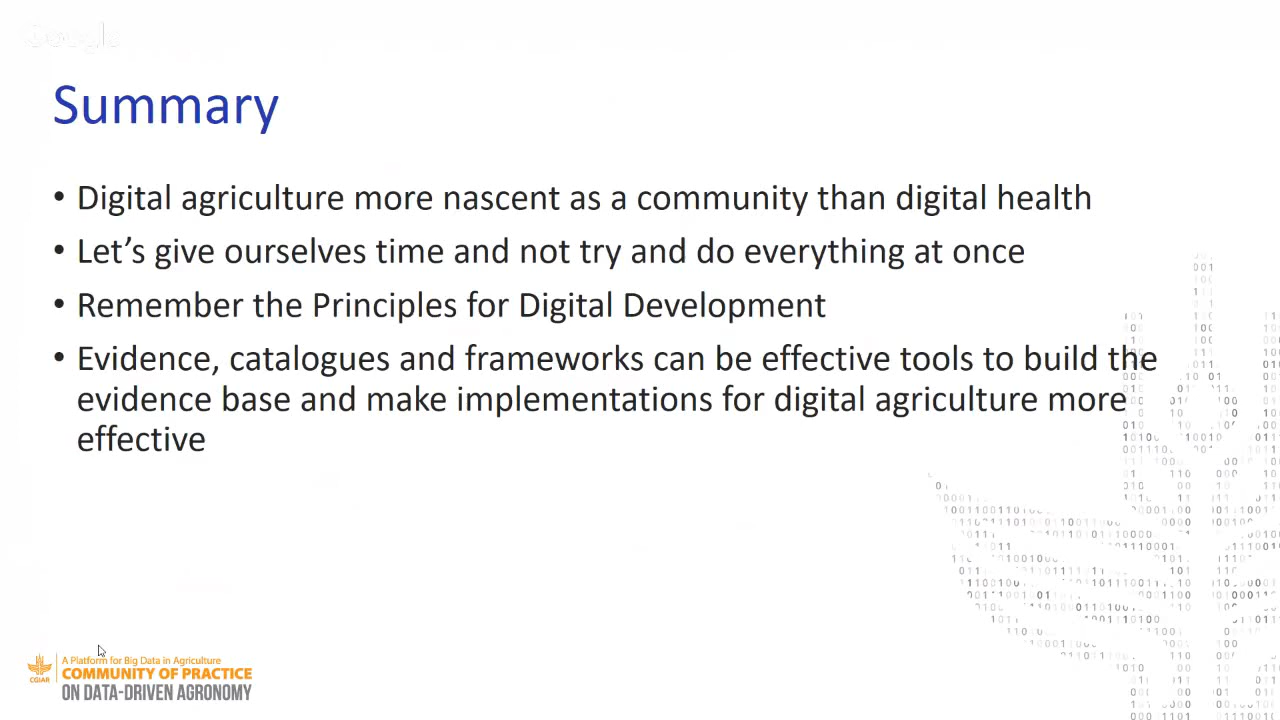 Google
Summary
• Digital agriculture more nascent as a community than digital health
• Let’s give ourselves time and not try and do everything at once
• Remember the Principles for Digital Development
• Evidence, catalogues and frameworks can be effective tools to build the
evidence base and make implementations for digital agriculture more
effective
A Platform for Big Data in Agriculture
COMMUNITY OF PRACTICE
ON DATA-DRIVEN AGRONOMY
CGIAR